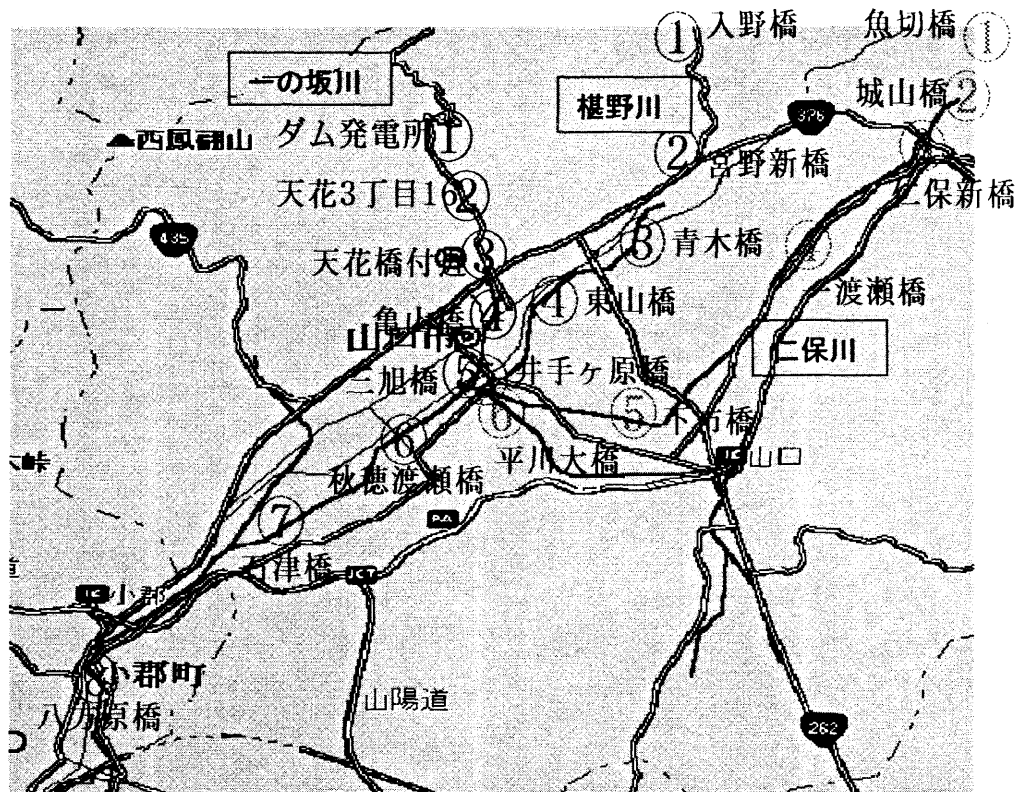 ① 入野橋
魚切橋 ①
一の坂川
椹野川
城山橋 ②
376
西鳳翩山
ダム発電所 ①
② 宮野新橋
二保新橋
天花3丁目16 ②
435
天花橋付近 ③
③ 青木橋
④
亀山橋 ④
④ 東山橋
渡瀬橋
山口市
二保川
三旭橋 ⑤
井手ヶ原橋
⑥
⑤ 下市橋
⑥
平川大橋
IC 山口
秋穂渡瀬橋
⑦
PA
石津橋
JCT
IC 小郡
小郡町
山陽道
八方原橋
262